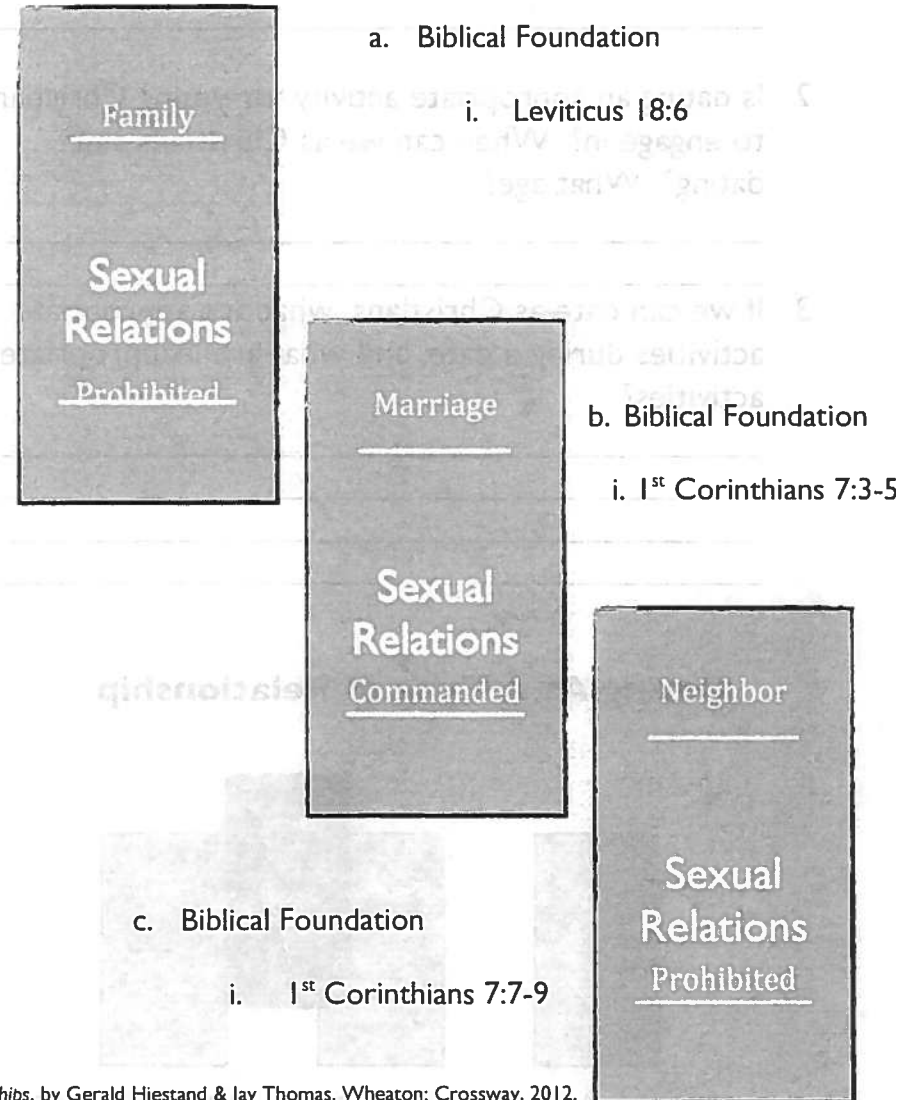 a. Biblical Foundation
i. Leviticus 18:6
Family
Sexual
Relations
Prohibited
Marriage
Sexual
Relations
Commanded
b. Biblical Foundation
i. 1st Corinthians 7:3-5
Neighbor
Sexual
Relations
Prohibited
c. Biblical Foundation
i. 1st Corinthians 7:7-9
hips, by Gerald Hiestand & Jay Thomas, Wheaton: Crossway, 2012.